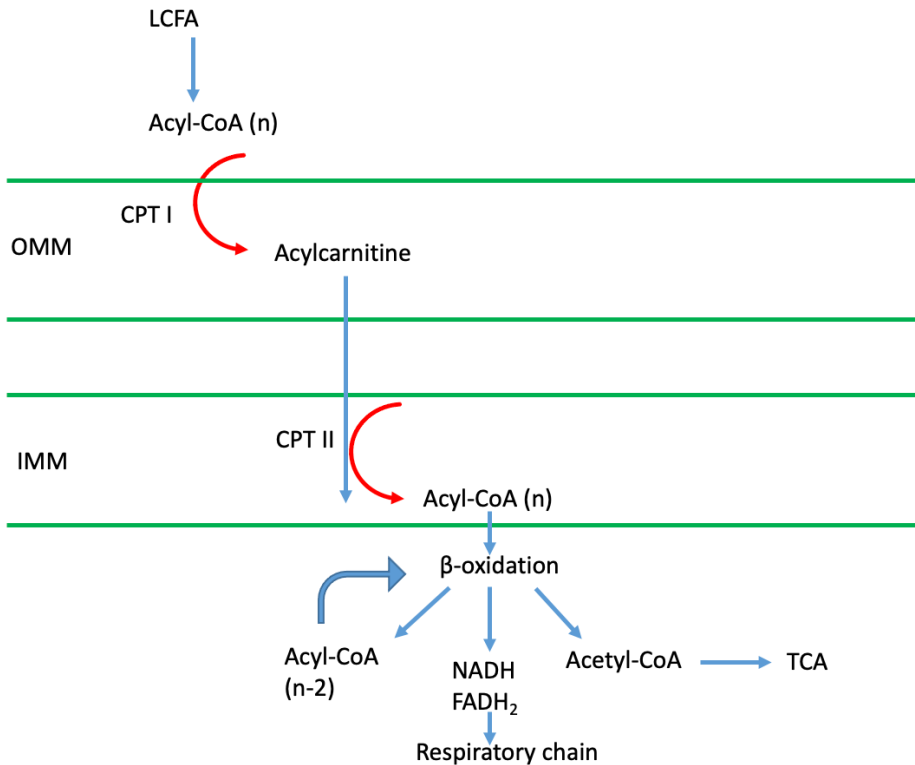 LCFA
Acyl-CoA (n)
CPT I
OMM
Acylcarnitine
CPT II
IMM
Acyl-CoA (n)
β-oxidation
Acyl-CoA
(n-2)
NADH
FADH₂
Acetyl-CoA
TCA
Respiratory chain